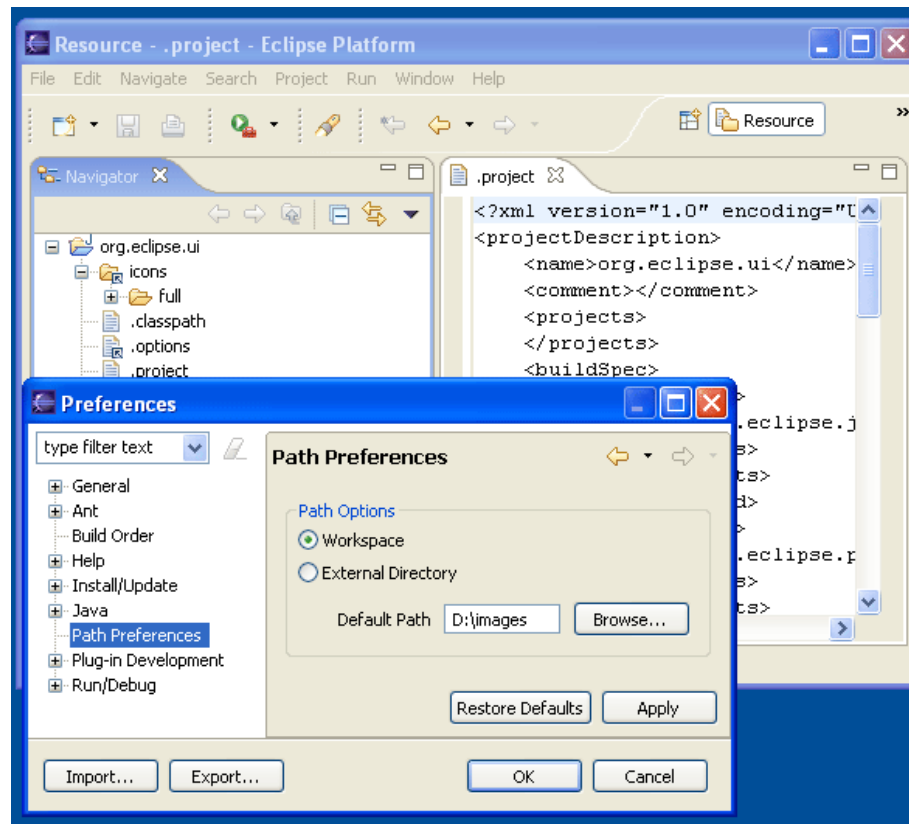 Resource - .project - Eclipse Platform
File Edit Navigate Search Project Run Window Help
Resource
»
Navigator
org.eclipse.ui
icons
full
.classpath
.options
.project
.project
<?xml version="1.0" encoding="U
<projectDescription>
<name>org.eclipse.ui</name>
<comment></comment>
<projects>
</projects>
<buildSpec>
>
.eclipse.j
s>
ts>
d>
>
.eclipse.p
s>
ts>
Preferences
type filter text
General
Ant
Build Order
Help
Install/Update
Java
Path Preferences
Plug-in Development
Run/Debug
Path Preferences
Path Options
Workspace
External Directory
Default Path D:\images Browse...
Restore Defaults Apply
Import... Export... OK Cancel